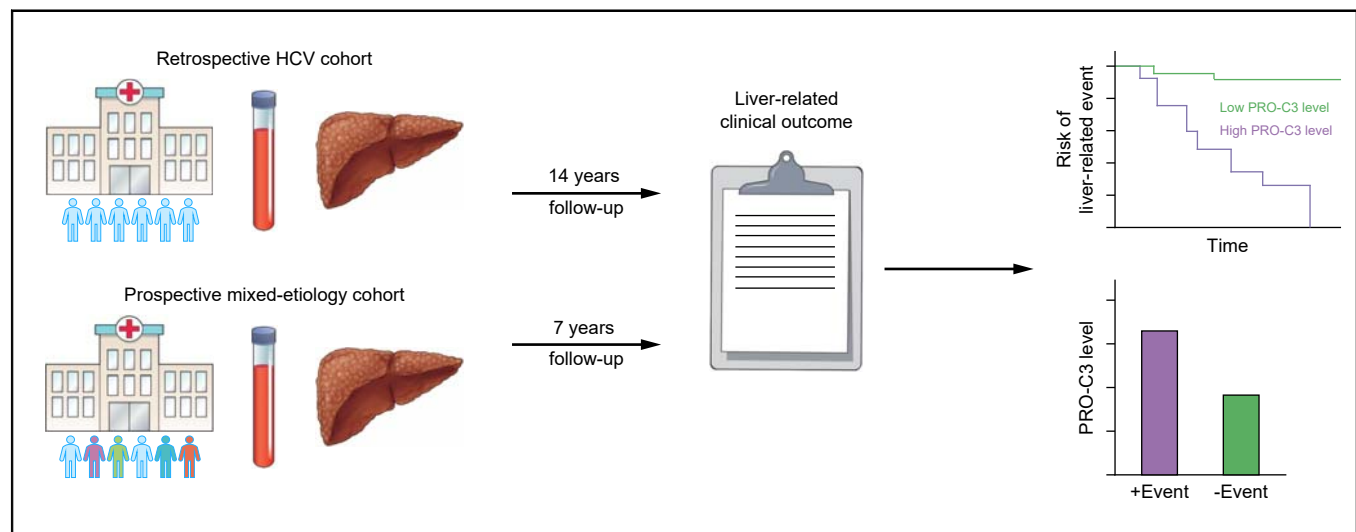 Retrospective HCV cohort
14 years
follow-up
Prospective mixed-etiology cohort
7 years
follow-up
Liver-related
clinical outcome
Risk of
liver-related event
Low PRO-C3 level
High PRO-C3 level
Time
PRO-C3 level
+Event
-Event